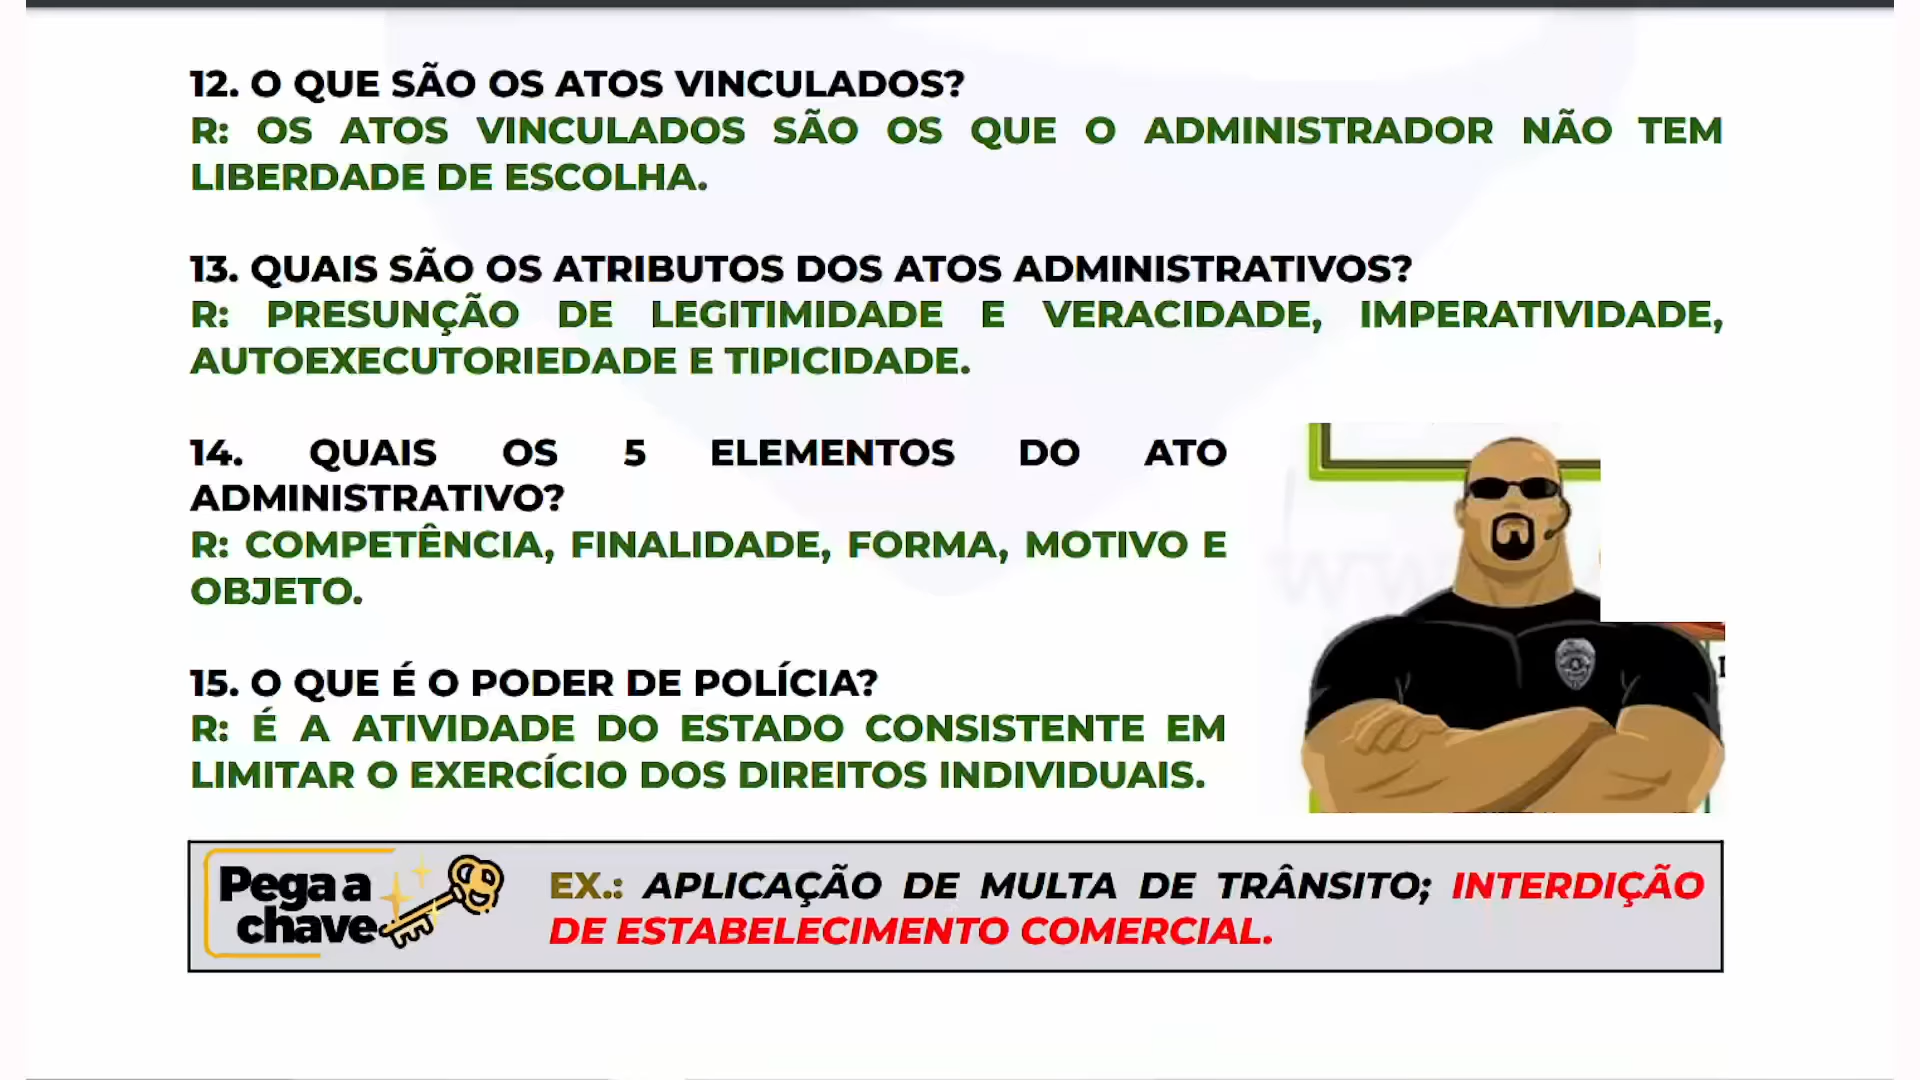 12. O QUE SÃO OS ATOS VINCULADOS?
R: OS ATOS VINCULADOS SÃO OS QUE O ADMINISTRADOR NÃO TEM
LIBERDADE DE ESCOLHA.
13. QUAIS SÃO OS ATRIBUTOS DOS ATOS ADMINISTRATIVOS?
R: PRESUNÇÃO DE LEGITIMIDADE E VERACIDADE, IMPERATIVIDADE,
AUTOEXECUTORIEDADE E TIPICIDADE.
14. QUAIS OS 5 ELEMENTOS DO ATO
ADMINISTRATIVO?
R: COMPETÊNCIA, FINALIDADE, FORMA, MOTIVO E
OBJETO.
15. O QUE É O PODER DE POLÍCIA?
R: É A ATIVIDADE DO ESTADO CONSISTENTE EM
LIMITAR O EXERCÍCIO DOS DIREITOS INDIVIDUAIS.
Pega a
chave
EX.: APLICAÇÃO DE MULTA DE TRÂNSITO; INTERDIÇÃO
DE ESTABELECIMENTO COMERCIAL.